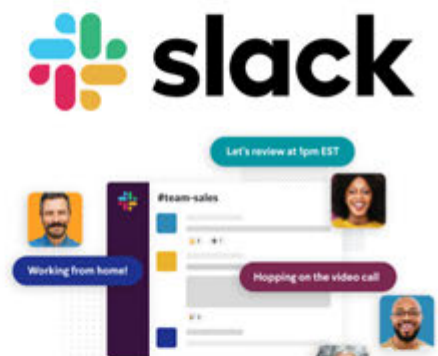 slack
Let's review at 1pm EST
#team-sales
Working from home!
Hopping on the video call